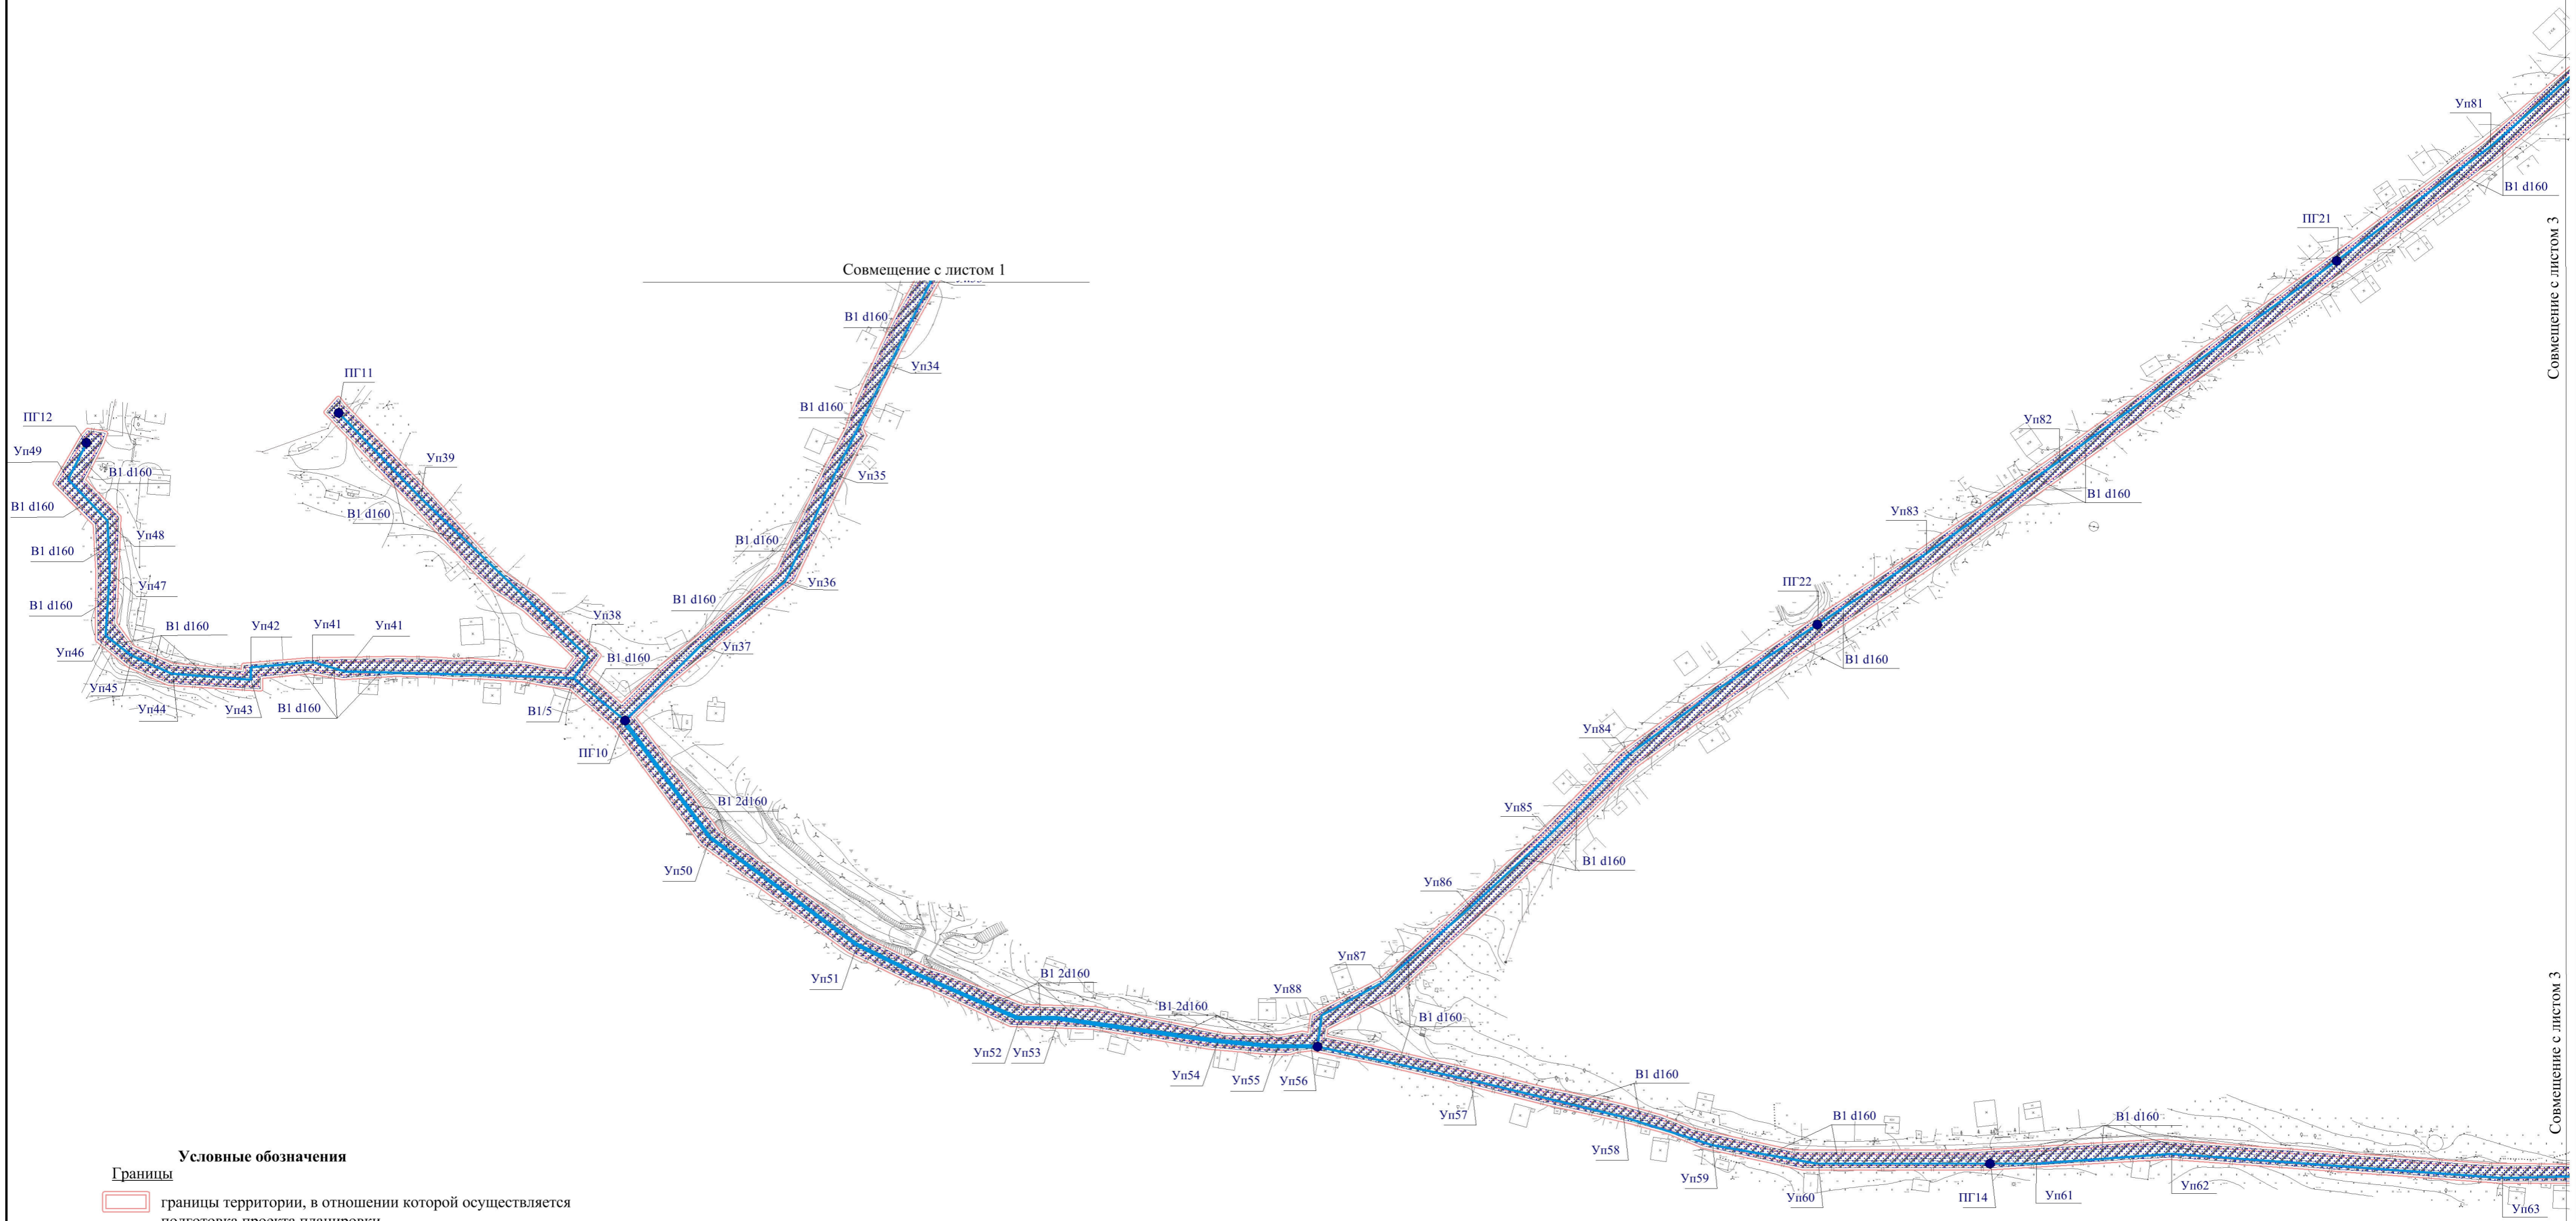 Уп81
В1 d160
ПГ21
Совмещение с листом 3
Совмещение с листом 1
В1 d160
Уп34
ПГ11
В1 d160
ПГ12
Уп82
Уп49
Уп39
В1 d160
Уп35
В1 d160
В1 d160
В1 d160
Уп83
Уп48
В1 d160
В1 d160
Уп47
Уп36
ПГ22
В1 d160
В1 d160
Уп38
В1 d160
Уп42
Уп41
Уп41
Уп46
Уп37
В1 d160
В1 d160
Уп45
Уп44
Уп43
В1 d160
В1/5
Уп84
ПГ10
В1 2d160
Уп85
В1 d160
Уп50
Уп86
Уп87
Уп51
В1 2d160
Уп88
В1 2d160
В1 d160
Совмещение с листом 3
Уп52
Уп53
Уп54
Уп55
Уп56
В1 d160
Уп57
В1 d160
В1 d160
Уп58
Уп59
Уп60
ПГ14
Уп61
Уп62
Уп63
Условные обозначения
Границы
границы территории, в отношении которой осуществляется
подготовка проекта планировки